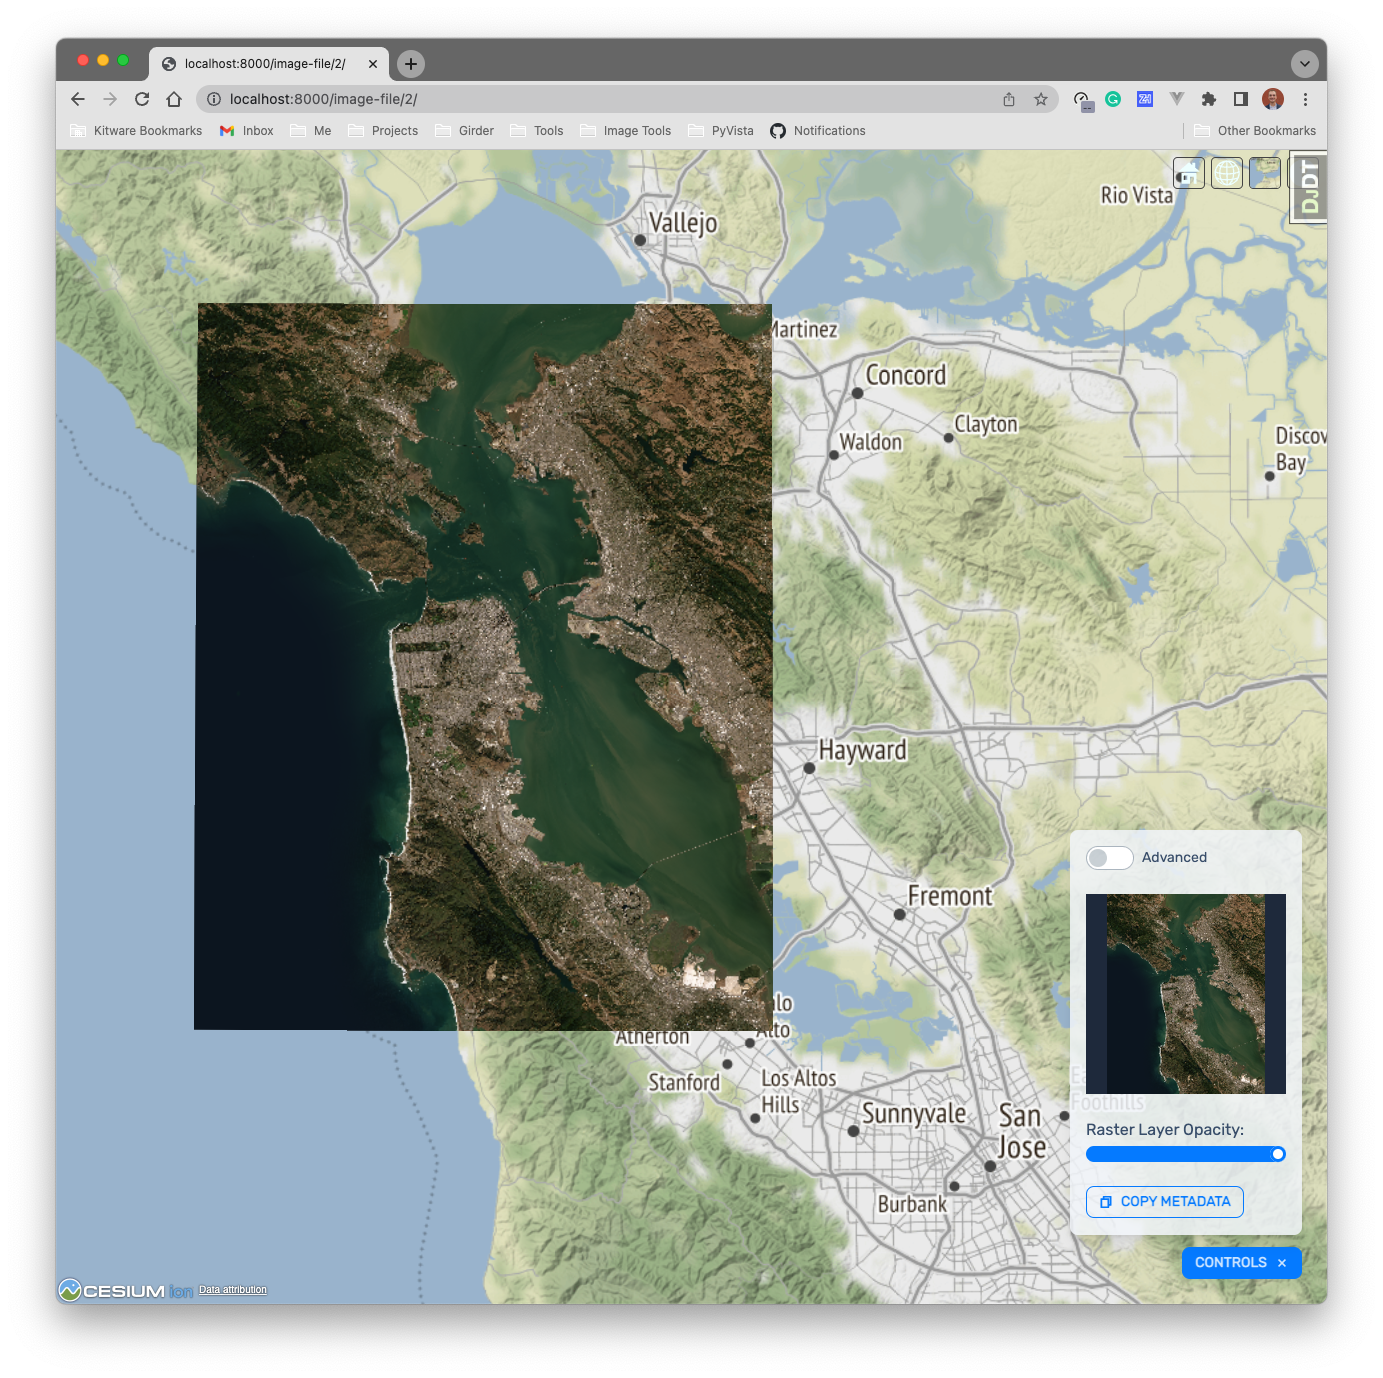 localhost:8000/image-file/2/
localhost:8000/image-file/2/
Kitware Bookmarks
Inbox
Me
Projects
Girder
Tools
Image Tools
PyVista
Notifications
Other Bookmarks
DJDT
Rio Vista
Vallejo
Martinez
Concord
Clayton
Waldon
Discov
Bay
Hayward
Advanced
Fremont
alo
Alto
Atherton
Stanford
Los Altos
Hills
Sunnyvale
San
Jose
Ea
Foothills
Burbank
Raster Layer Opacity:
COPY METADATA
CONTROLS ×
CESIUM ion
Data attribution